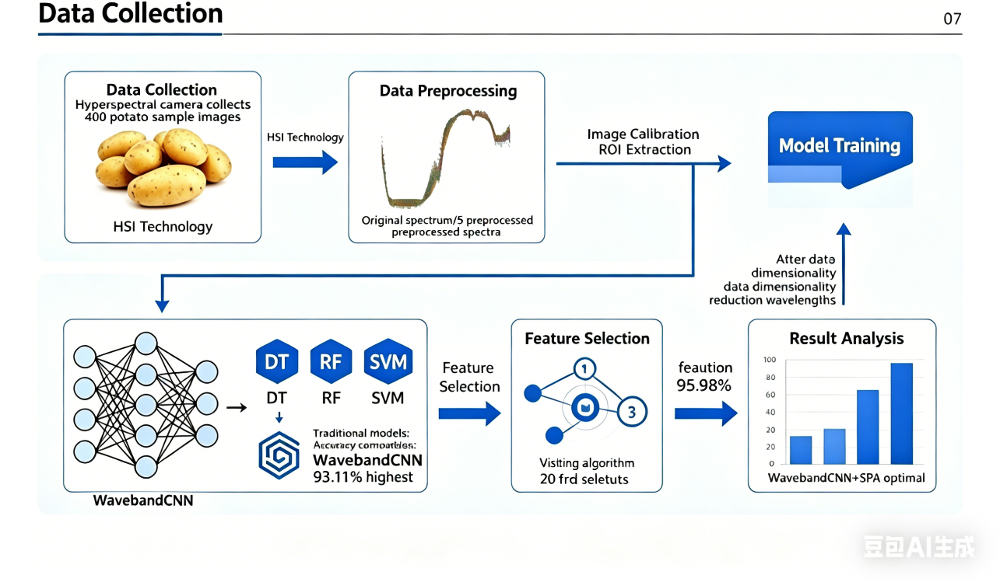 Data Collection
07
Data Collection
Hyperspectral camera collects
400 potato sample images
HSI Technology
HSI Technology
Data Preprocessing
Original spectrum/5 preprocessed
preprocessed spectra
Image Calibration
ROI Extraction
Model Training
After data
dimensionality
data dimensionality
reduction wavelengths
WavebandCNN
DT
RF
SVM
DT
RF
SVM
Traditional models:
Accuracy
WavebandCNN
93.11% highest
Feature
Selection
Feature Selection
1
3
Visiting algorithm
20 frd seletuts
feaution
95.98%
Result Analysis
100
80
60
40
20
20
0
WavebandCNN+SPA optimal
豆包AI生成